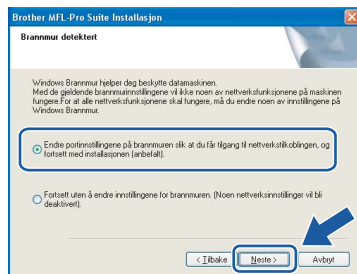 Brother MFL-Pro Suite Installasjon
Brannmur detektert
Windows Brannmur hjelper deg beskytte datamaskinen.
Med de gjeldende brannmurinnstillingene vil ikke noen av nettverksfunksjonene på maskinen
fungere.For at alle nettverksfunksjonene skal fungere, må du endre noen av innstillingene på
Windows Brannmur.
Endre portinnstillingene på brannmuren slik at du får tilgang til nettverkstilkoblingen, og
fortsett med installasjonen (anbefalt).
Fortsett uten å endre innstillingene for brannmuren. (Noen nettverksinnstillinger vil bli
deaktivert).
< Tilbake
Neste >
Avbryt